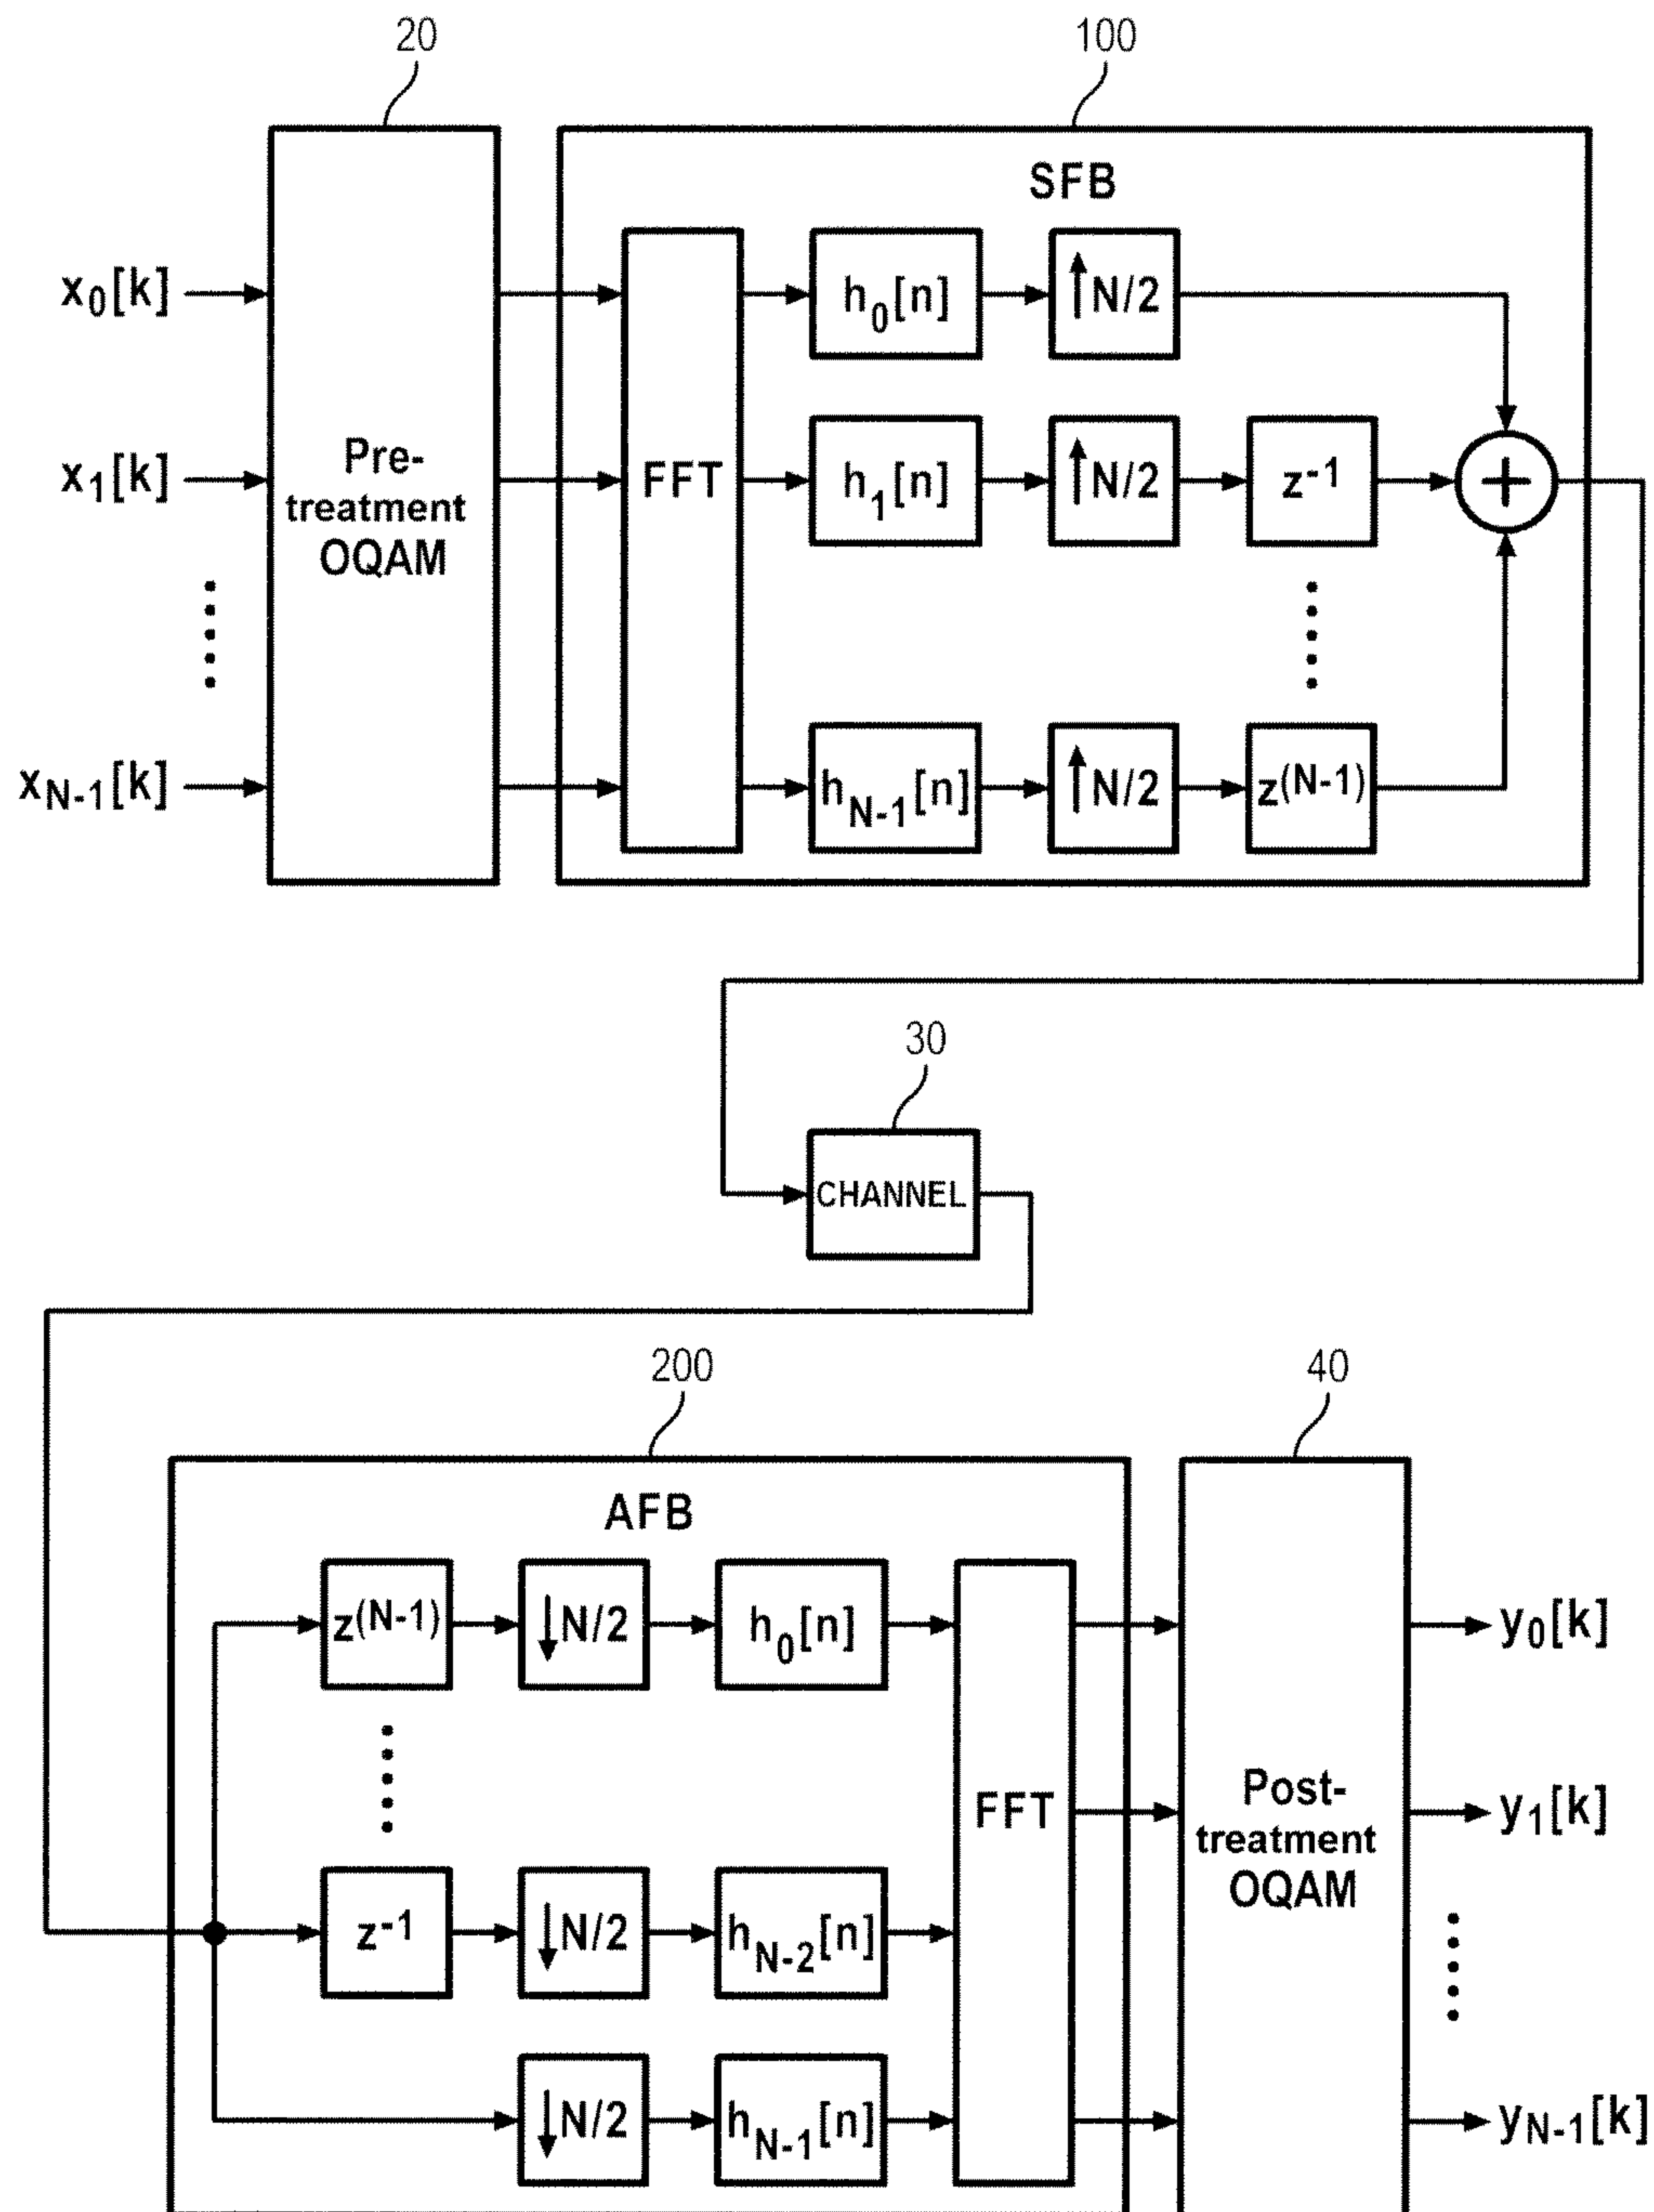 20
100
SFB
x₀[k]
h₀[n]
↑N/2
x₁[k]
Pre-
treatment
OQAM
FFT
h₁[n]
↑N/2
z⁻¹
+
xN-1[k]
hN-1[n]
↑N/2
z(N-1)
30
CHANNEL
200
40
AFB
z(N-1)
↓N/2
h₀[n]
y₀[k]
FFT
Post-
treatment
OQAM
y₁[k]
z⁻¹
↓N/2
hN-2[n]
↓N/2
hN-1[n]
yN-1[k]